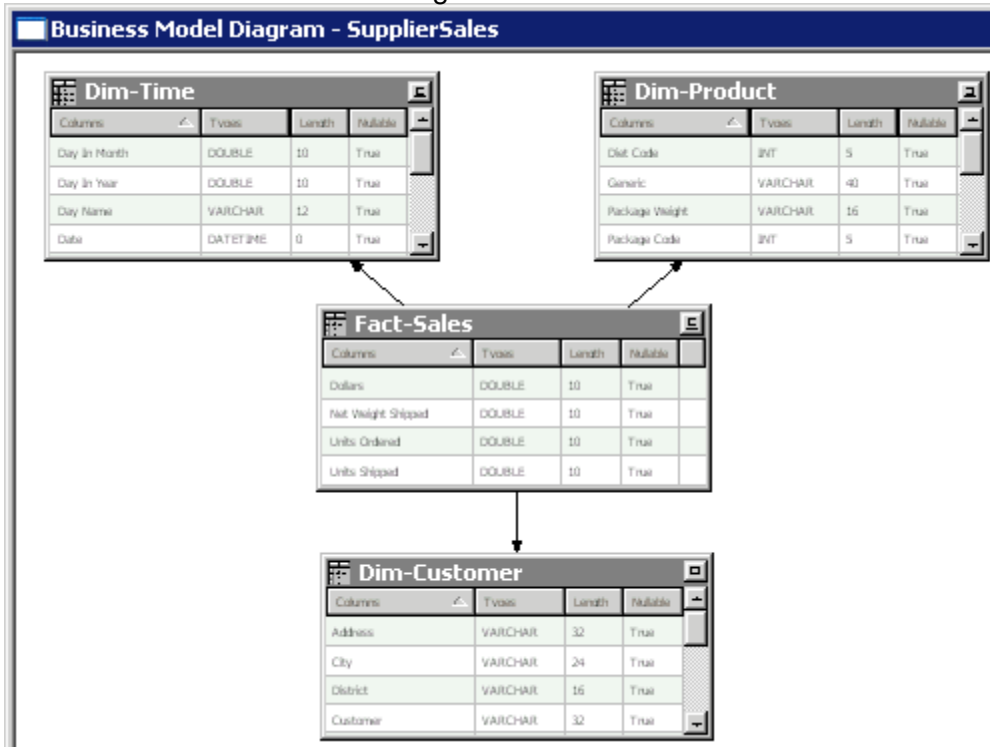 Business Model Diagram - SupplierSales
Dim-Time
Columns Types Length Nullable
Day In Month DOUBLE 10 True
Day In Year DOUBLE 10 True
Day Name VARCHAR 12 True
Date DATETIME 0 True
Dim-Product
Columns Types Length Nullable
Diet Code INT 5 True
Generic VARCHAR 40 True
Package Weight VARCHAR 16 True
Package Code INT 5 True
Fact-Sales
Columns Types Length Nullable
Dollars DOUBLE 10 True
Net Weight Shipped DOUBLE 10 True
Units Ordered DOUBLE 10 True
Units Shipped DOUBLE 10 True
Dim-Customer
Columns Types Length Nullable
Address VARCHAR 32 True
City VARCHAR 24 True
District VARCHAR 16 True
Customer VARCHAR 32 True